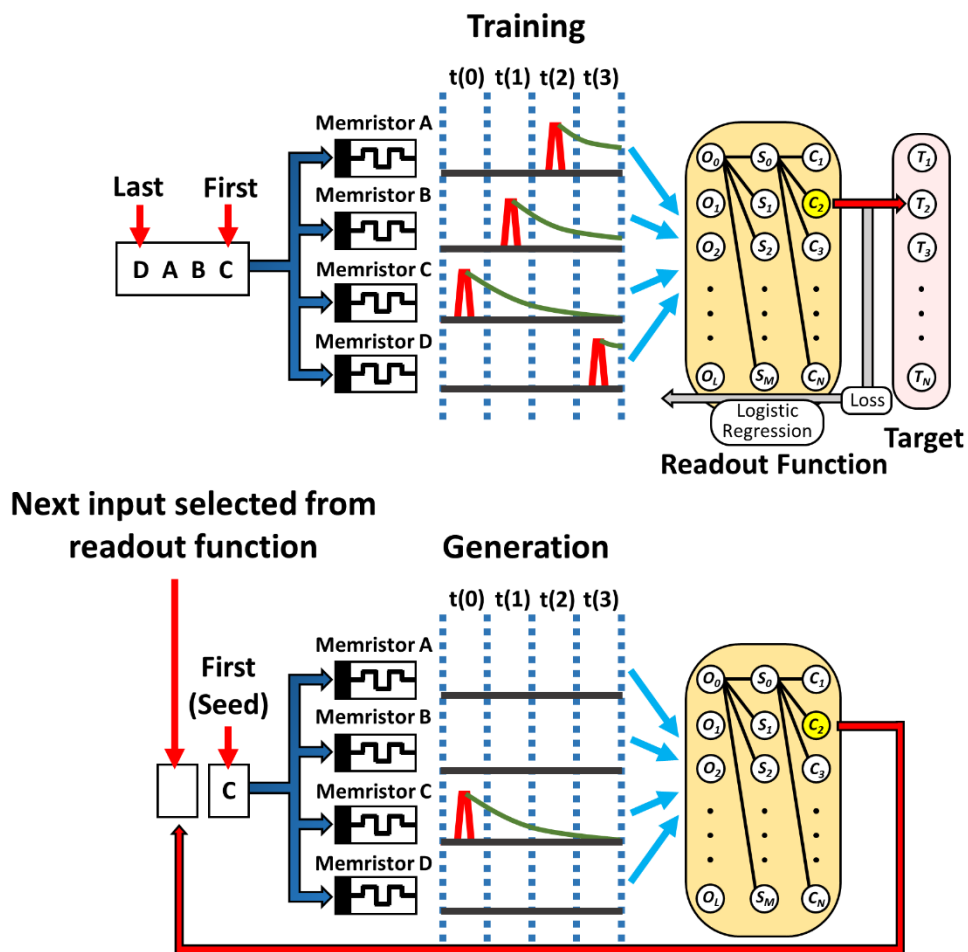 Training
t(0) t(1) t(2) t(3)
Memristor A
Last First
Memristor B
D A B C
Memristor C
Memristor D
O0 S0 C1 T1
O1 S1 C2 T2
O2 S2 C3 T3
OL SM CN TN
Loss
Logistic
Regression
Target
Readout Function
Next input selected from
readout function
Generation
t(0) t(1) t(2) t(3)
First
(Seed)
Memristor A
Memristor B
C
Memristor C
Memristor D
O0 S0 C1
O1 S1 C2
O2 S2 C3
OL SM CN